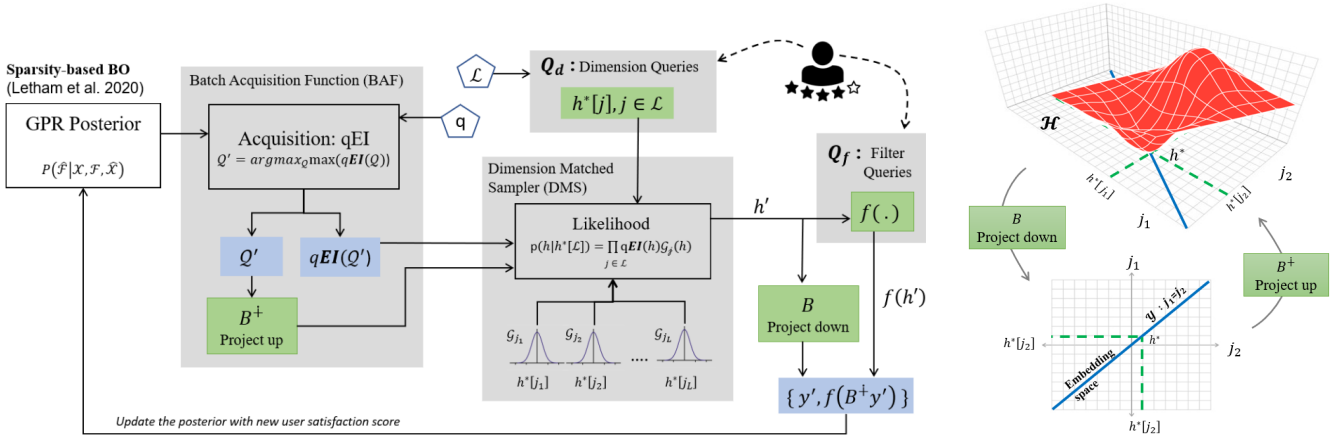 Sparsity-based BO
(Letham et al. 2020)
GPR Posterior
P(ℱ̂|𝒳, ℱ, 𝒳̂)
Batch Acquisition Function (BAF)
Acquisition: qEI
Q′ = argmax_Q max(qEI(Q))
Q′
qEI(Q′)
B^∔
Project up
ℒ
q
Q_d : Dimension Queries
h*[j], j ∈ ℒ
Dimension Matched
Sampler (DMS)
Likelihood
p(h|h*[ℒ]) = ∏ qEI(h)𝒢_j(h)
j ∈ ℒ
𝒢_j₁
𝒢_j₂
....
𝒢_j_L
h*[j₁]
h*[j₂]
h*[j_L]
h′
Q_f : Filter
Queries
f(.)
B
Project down
f(h′)
{ y′, f(B^∔y′) }
Update the posterior with new user satisfaction score
ℋ
h*
h*[j₁]
h*[j₂]
j₁
j₂
B
Project down
B^∔
Project up
j₁
𝒴 : j₁=j₂
h*[j₂]
h*
j₂
Embedding
space
h*[j₂]